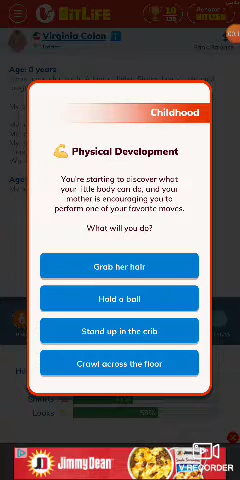 BitLife
Virginia Colon
Age: 0 years
Childhood
Physical Development
You're starting to discover what
your little body can do, and your
mother is encouraging you to
perform one of your favorite moves.
What will you do?
Grab her hair
Hold a ball
Stand up in the crib
Crawl across the floor
Smarts
Looks
59%
Jimmy Dean
V RECORDER